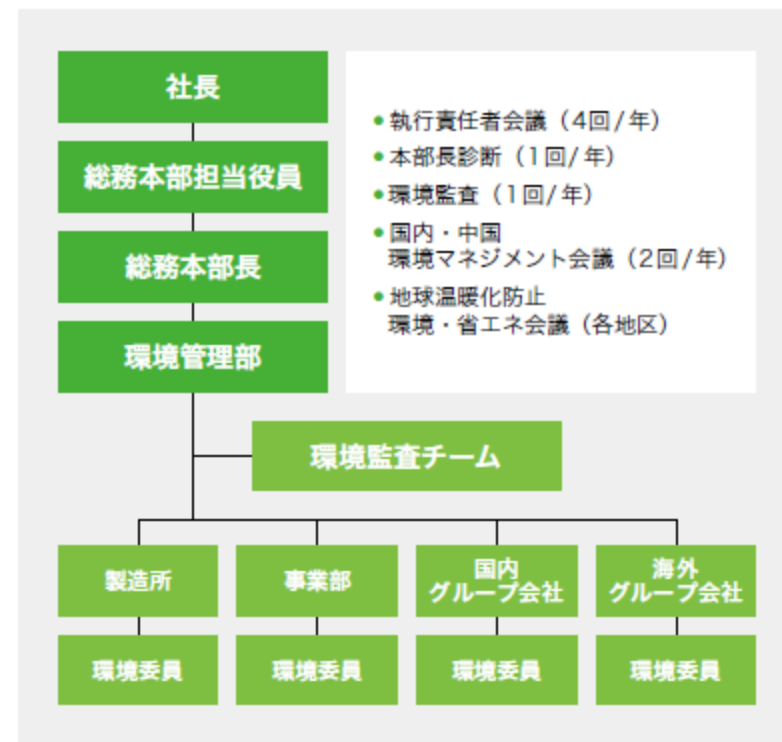 社長
総務本部担当役員
総務本部長
環境管理部
●執行責任者会議（4回/年）
●本部長診断（1回/年）
●環境監査（1回/年）
●国内・中国
環境マネジメント会議（2回/年）
●地球温暖化防止
環境・省エネ会議（各地区）
環境監査チーム
製造所
事業部
国内
グループ会社
海外
グループ会社
環境委員
環境委員
環境委員
環境委員